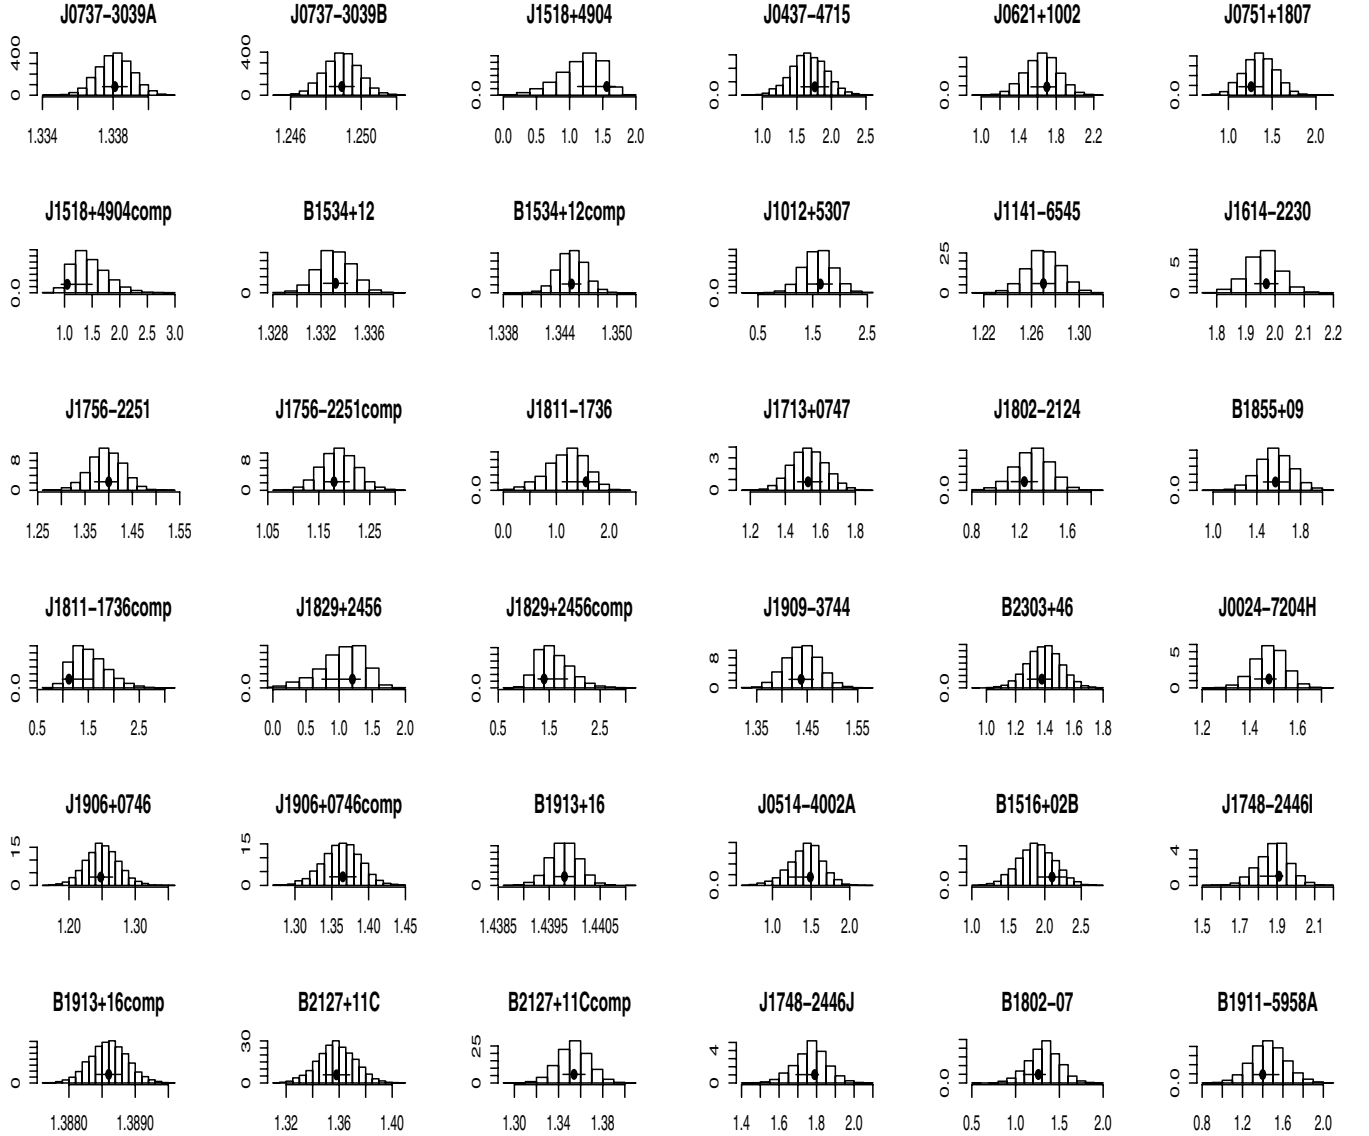 J0737−3039A J0737−3039B J1518+4904 J0437−4715 J0621+1002 J0751+1807
0 400 0 400 0.0 0.0 0.0 0.0
1.334 1.338 1.246 1.250 0.0 0.5 1.0 1.5 2.0 1.0 1.5 2.0 2.5 1.0 1.4 1.8 2.2 1.0 1.5 2.0
J1518+4904comp B1534+12 B1534+12comp J1012+5307 J1141−6545 J1614−2230
0.0 0 0 0.0 0 25 0 5
1.0 1.5 2.0 2.5 3.0 1.328 1.332 1.336 1.338 1.344 1.350 0.5 1.5 2.5 1.22 1.26 1.30 1.8 1.9 2.0 2.1 2.2
J1756−2251 J1756−2251comp J1811−1736 J1713+0747 J1802−2124 B1855+09
0 8 0 8 0.0 0 3 0.0 0.0
1.25 1.35 1.45 1.55 1.05 1.15 1.25 0.0 1.0 2.0 1.2 1.4 1.6 1.8 0.8 1.2 1.6 1.0 1.4 1.8
J1811−1736comp J1829+2456 J1829+2456comp J1909−3744 B2303+46 J0024−7204H
0.0 0.0 0.0 0 8 0.0 0 5
0.5 1.5 2.5 0.0 0.5 1.0 1.5 2.0 0.5 1.5 2.5 1.35 1.45 1.55 1.0 1.2 1.4 1.6 1.8 1.2 1.4 1.6
J1906+0746 J1906+0746comp B1913+16 J0514−4002A B1516+02B J1748−2446I
0 15 0 0 0.0 0.0 0 4
1.20 1.30 1.30 1.35 1.40 1.45 1.4385 1.4395 1.4405 1.0 1.5 2.0 1.0 1.5 2.0 2.5 1.5 1.7 1.9 2.1
B1913+16comp B2127+11C B2127+11Ccomp J1748−2446J B1802−07 B1911−5958A
0 0 30 0 25 0 4 0.0 0.0
1.3880 1.3890 1.32 1.36 1.40 1.30 1.34 1.38 1.4 1.6 1.8 2.0 0.5 1.0 1.5 2.0 0.8 1.2 1.6 2.0